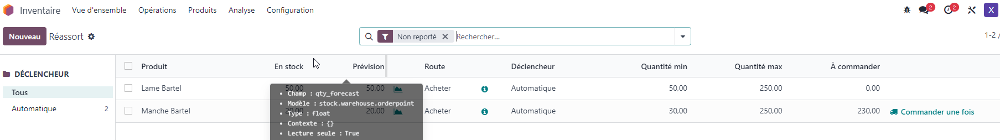 Inventaire Vue d'ensemble Opérations Produits Analyse Configuration 2 2 X
Nouveau Réassort Non reporté Rechercher... 1-2 /
DÉCLENCHEUR
Tous
Automatique 2
Produit En stock Prévision Route Déclencheur Quantité min Quantité max À commander
Lame Bartel 50,00 50,00 Acheter Automatique 50,00 250,00 0,00
Manche Bartel 20,00 20,00 Acheter Automatique 30,00 250,00 230,00 Commander une fois
• Champ : qty_forecast
• Modèle : stock.warehouse.orderpoint
• Type : float
• Contexte : {}
• Lecture seule : True